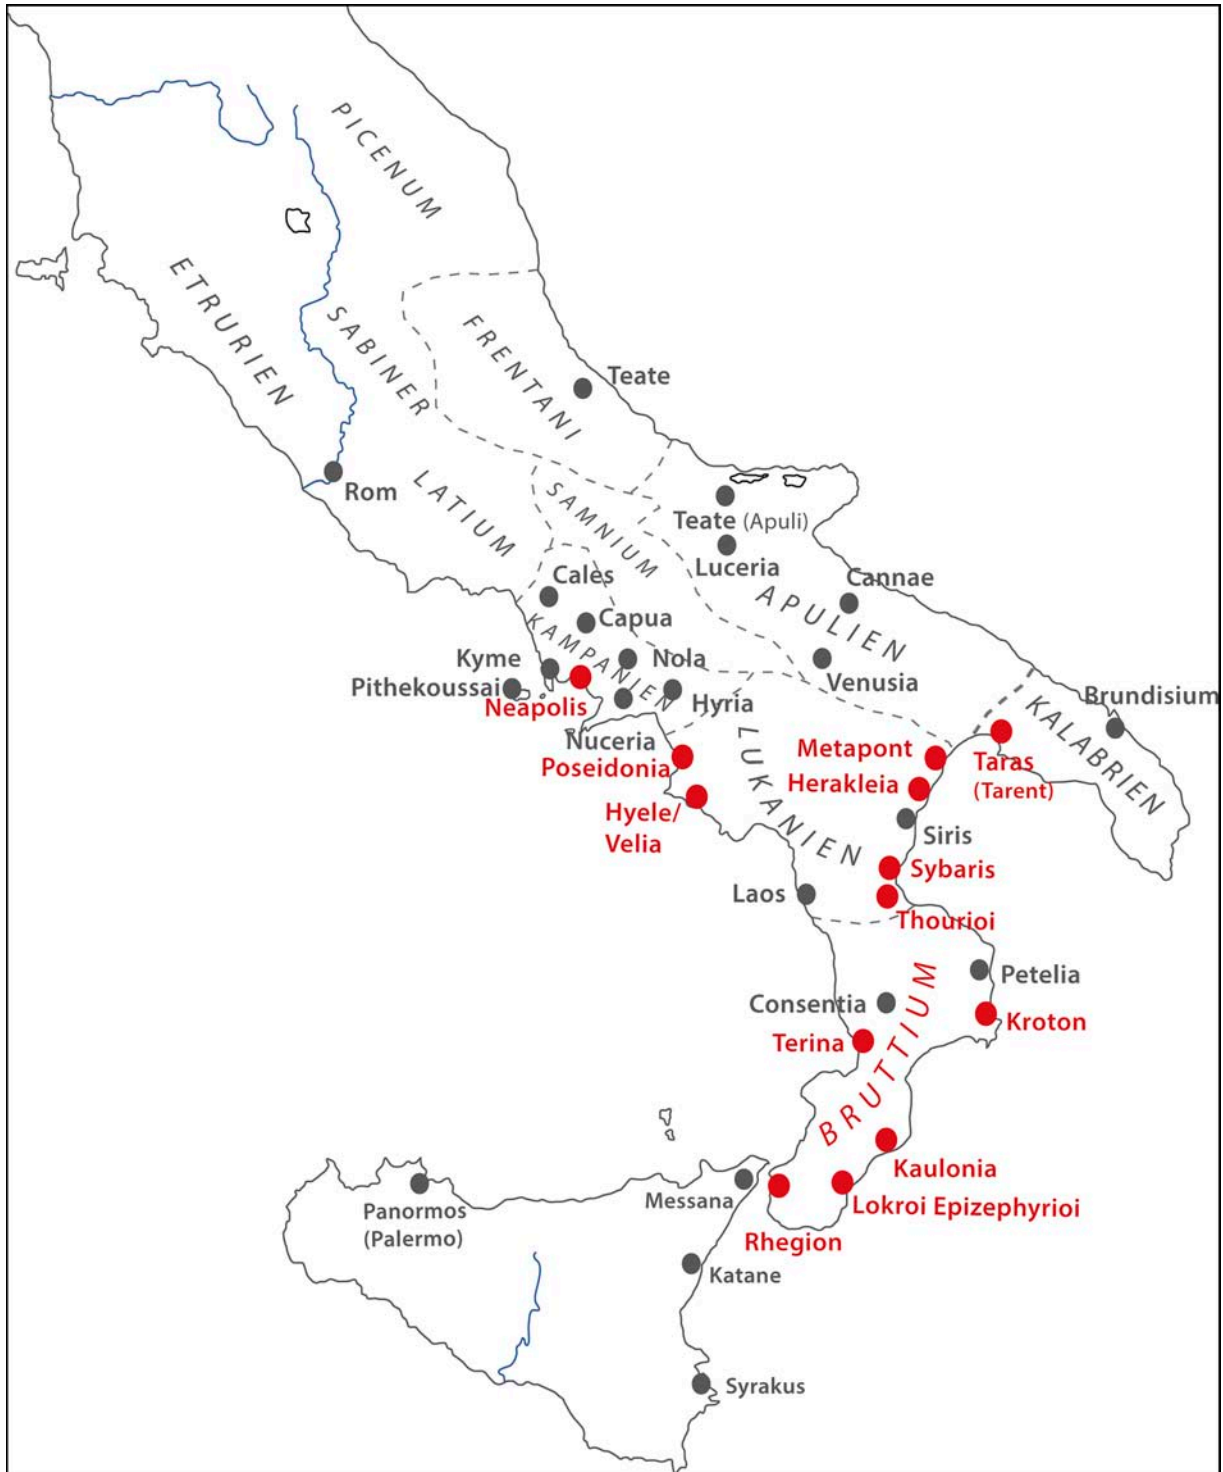 PICENUM
ETRURIEN
SABINER
FRENTANI
Teate
Rom
LATIUM
SAMNIUM
Teate (Apuli)
Luceria
Cales
Cannae
APULIEN
Capua
KAMPANIEN
Kyme
Nola
Pithekoussai
Venusia
Neapolis
Hyria
Brundisium
KALABRIEN
Nuceria
LUKANIEN
Metapont
Taras
(Tarent)
Poseidonia
Herakleia
Hyele/
Velia
Siris
Sybaris
Laos
Thourioi
Petelia
Consentia
BRUTTIUM
Kroton
Terina
Kaulonia
Messana
Lokroi Epizephyrioi
Panormos
(Palermo)
Rhegion
Katane
Syrakus